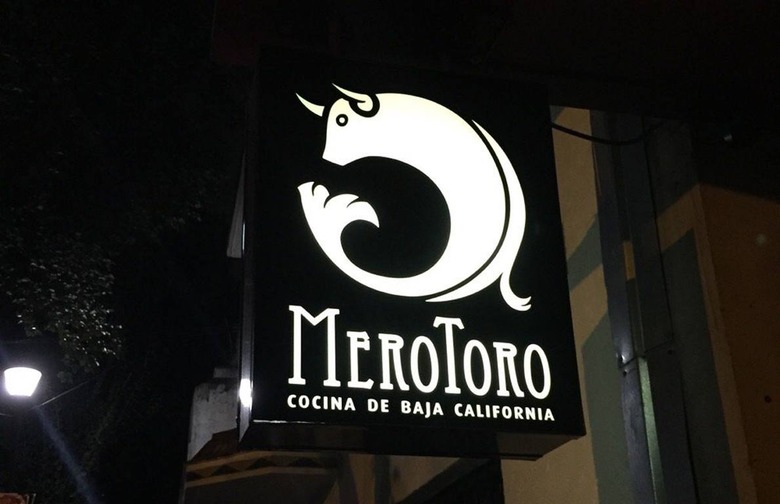 MEROTORO
COCINA DE BAJA CALIFORNIA